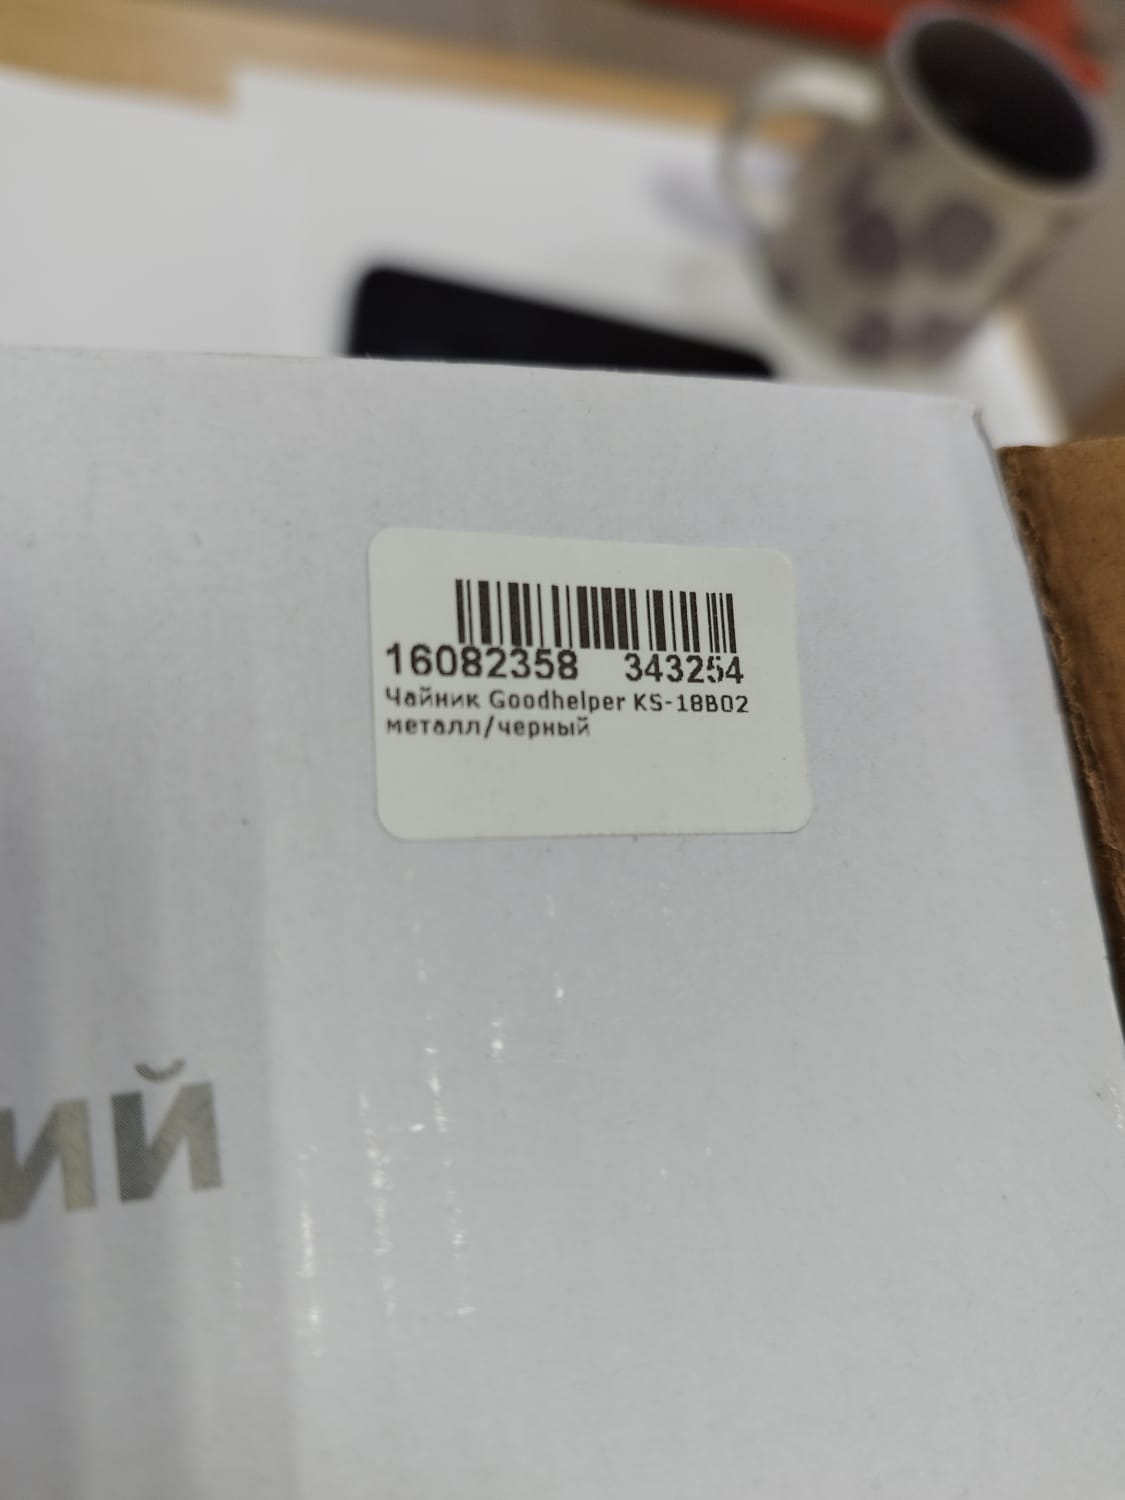 16082358 343254
Чайник Goodhelper KS-18B02
металл/черный
ий